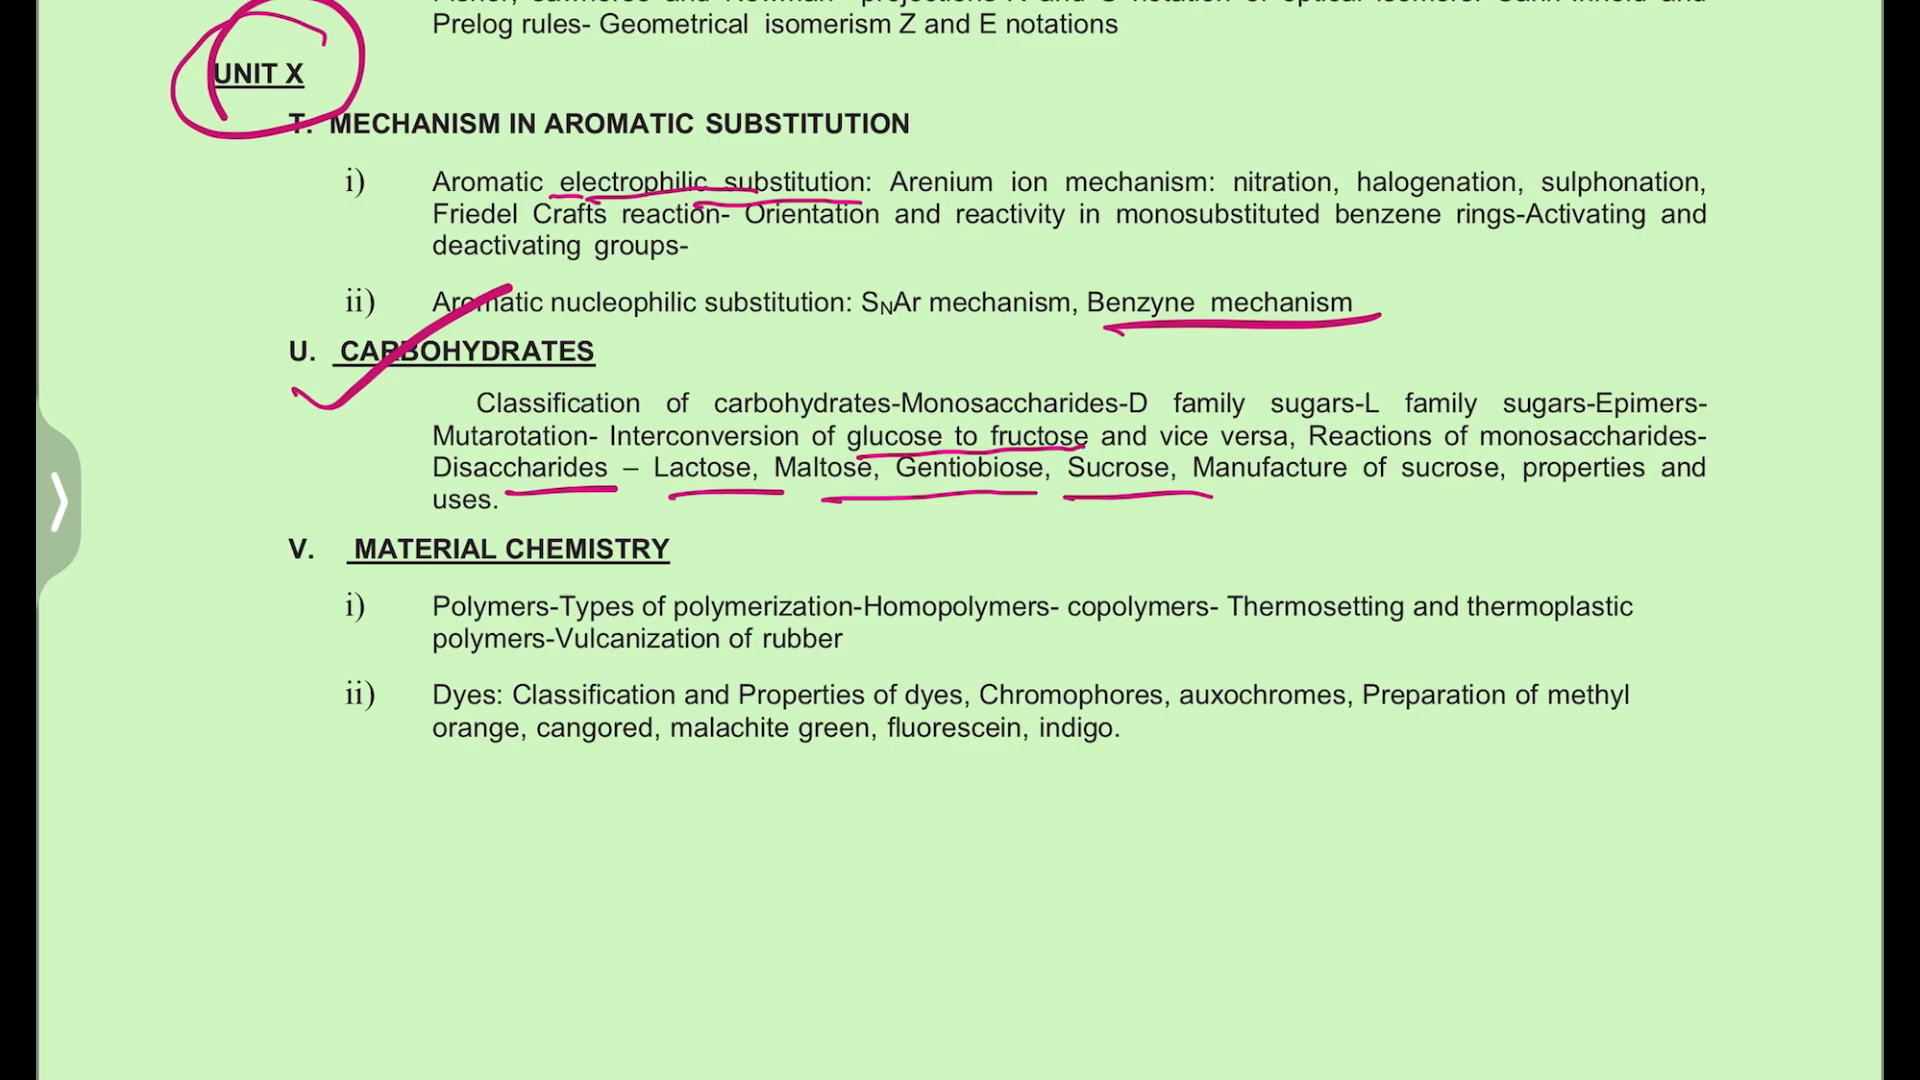 Prelog rules- Geometrical isomerism Z and E notations
UNIT X
T. MECHANISM IN AROMATIC SUBSTITUTION
i) Aromatic electrophilic substitution: Arenium ion mechanism: nitration, halogenation, sulphonation,
Friedel Crafts reaction- Orientation and reactivity in monosubstituted benzene rings-Activating and
deactivating groups-
ii) Aromatic nucleophilic substitution: SNAr mechanism, Benzyne mechanism
U. CARBOHYDRATES
Classification of carbohydrates-Monosaccharides-D family sugars-L family sugars-Epimers-
Mutarotation- Interconversion of glucose to fructose and vice versa, Reactions of monosaccharides-
Disaccharides – Lactose, Maltose, Gentiobiose, Sucrose, Manufacture of sucrose, properties and
uses.
V. MATERIAL CHEMISTRY
i) Polymers-Types of polymerization-Homopolymers- copolymers- Thermosetting and thermoplastic
polymers-Vulcanization of rubber
ii) Dyes: Classification and Properties of dyes, Chromophores, auxochromes, Preparation of methyl
orange, cangored, malachite green, fluorescein, indigo.